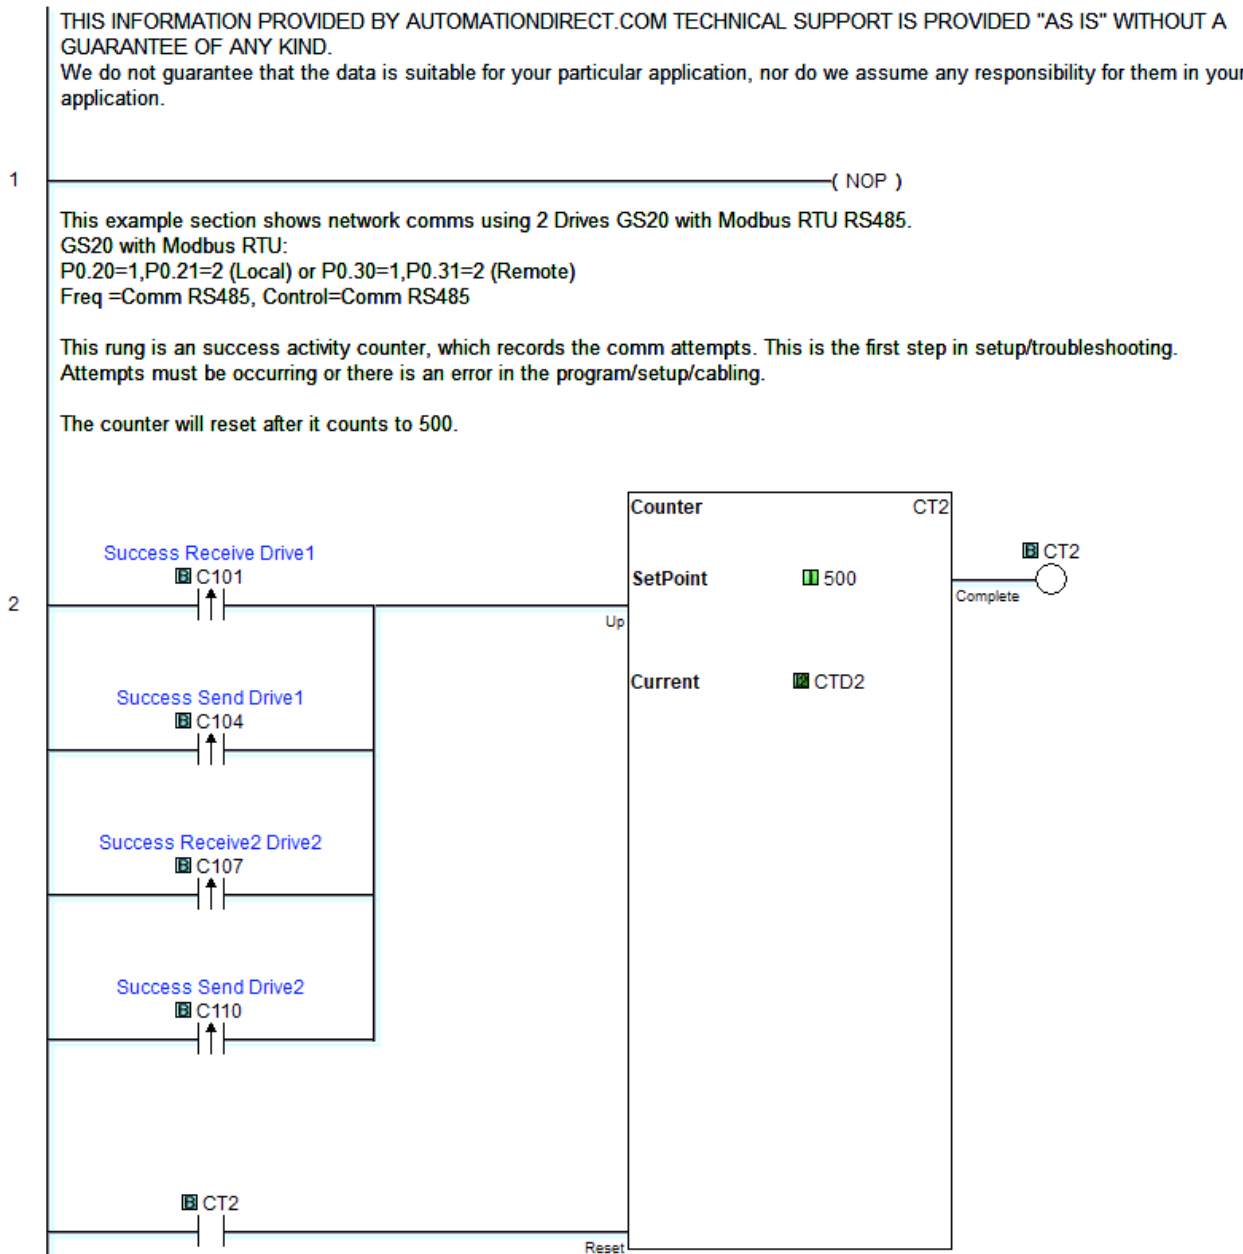 THIS INFORMATION PROVIDED BY AUTOMATIONDIRECT.COM TECHNICAL SUPPORT IS PROVIDED "AS IS" WITHOUT A
GUARANTEE OF ANY KIND.
We do not guarantee that the data is suitable for your particular application, nor do we assume any responsibility for them in your
application.
1
( NOP )
This example section shows network comms using 2 Drives GS20 with Modbus RTU RS485.
GS20 with Modbus RTU:
P0.20=1,P0.21=2 (Local) or P0.30=1,P0.31=2 (Remote)
Freq =Comm RS485, Control=Comm RS485
This rung is an success activity counter, which records the comm attempts. This is the first step in setup/troubleshooting.
Attempts must be occurring or there is an error in the program/setup/cabling.
The counter will reset after it counts to 500.
Counter CT2
Success Receive Drive1
B C101
SetPoint 1 500
B CT2
Complete
2
Up
Current 2 CTD2
Success Send Drive1
B C104
Success Receive2 Drive2
B C107
Success Send Drive2
B C110
B CT2
Reset